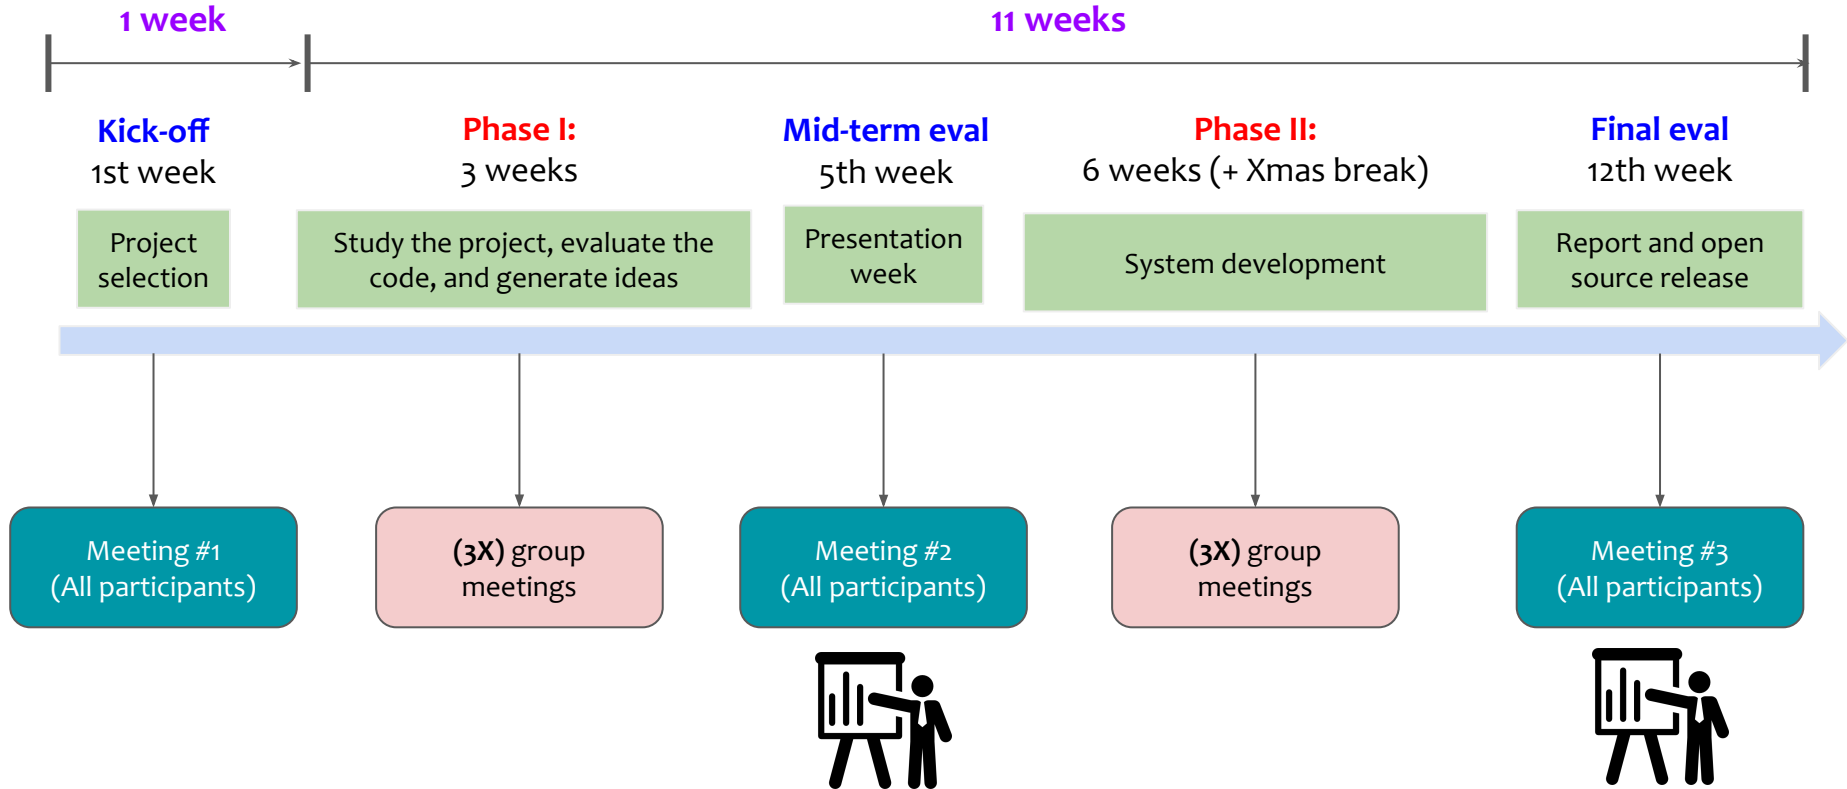 1 week
11 weeks
Kick-off
1st week
Phase I:
3 weeks
Mid-term eval
5th week
Phase II:
6 weeks (+ Xmas break)
Final eval
12th week
Project
selection
Study the project, evaluate the
code, and generate ideas
Presentation
week
System development
Report and open
source release
Meeting #1
(All participants)
(3X) group
meetings
Meeting #2
(All participants)
(3X) group
meetings
Meeting #3
(All participants)